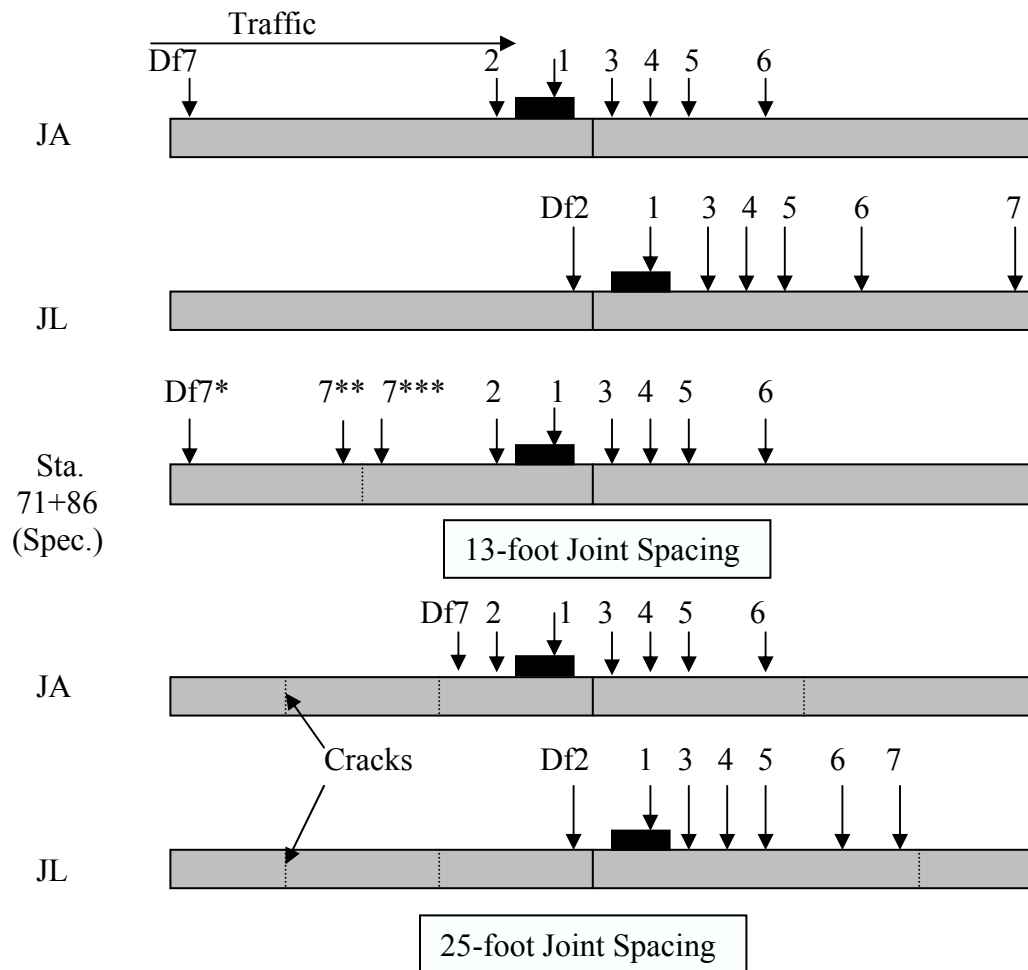 Traffic
Df7 2 1 3 4 5 6
JA
Df2 1 3 4 5 6 7
JL
Df7* 7** 7*** 2 1 3 4 5 6
Sta.
71+86
(Spec.)
13-foot Joint Spacing
Df7 2 1 3 4 5 6
JA
Cracks
Df2 1 3 4 5 6 7
JL
25-foot Joint Spacing